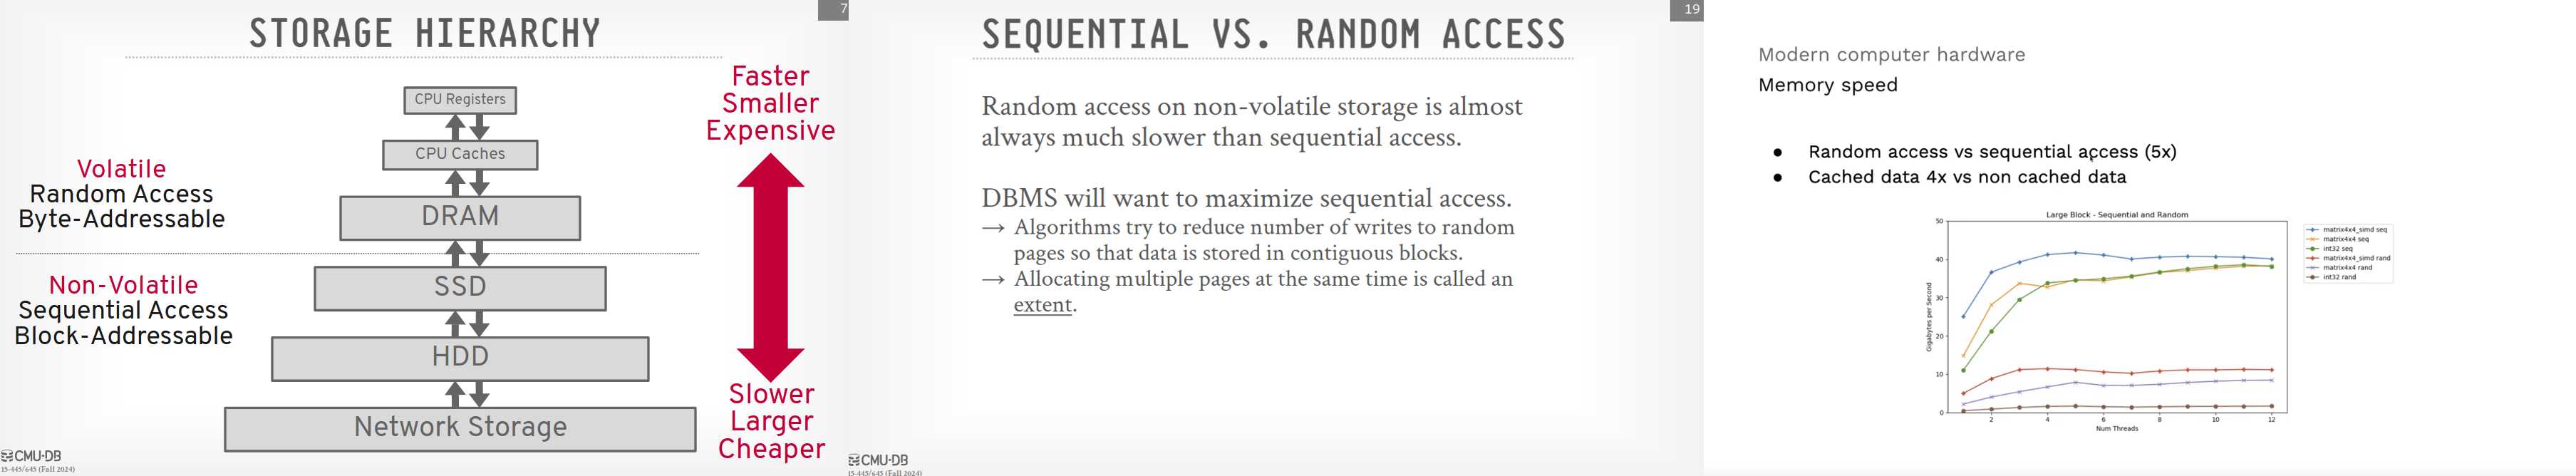 7
STORAGE HIERARCHY
Faster
Smaller
Expensive
CPU Registers
CPU Caches
Volatile
Random Access
Byte-Addressable
DRAM
Non-Volatile
Sequential Access
Block-Addressable
SSD
HDD
Network Storage
Slower
Larger
Cheaper
CMU·DB
15-445/645 (Fall 2024)
19
SEQUENTIAL VS. RANDOM ACCESS
Random access on non-volatile storage is almost
always much slower than sequential access.
DBMS will want to maximize sequential access.
→ Algorithms try to reduce number of writes to random
pages so that data is stored in contiguous blocks.
→ Allocating multiple pages at the same time is called an
extent.
CMU·DB
15-445/645 (Fall 2024)
Modern computer hardware
Memory speed
● Random access vs sequential access (5x)
● Cached data 4x vs non cached data
Large Block - Sequential and Random
Gigabytes per Second
50
40
30
20
10
0
2 4 6 8 10 12
Num Threads
matrix4x4_simd seq
matrix4x4 seq
int32 seq
matrix4x4_simd rand
matrix4x4 rand
int32 rand